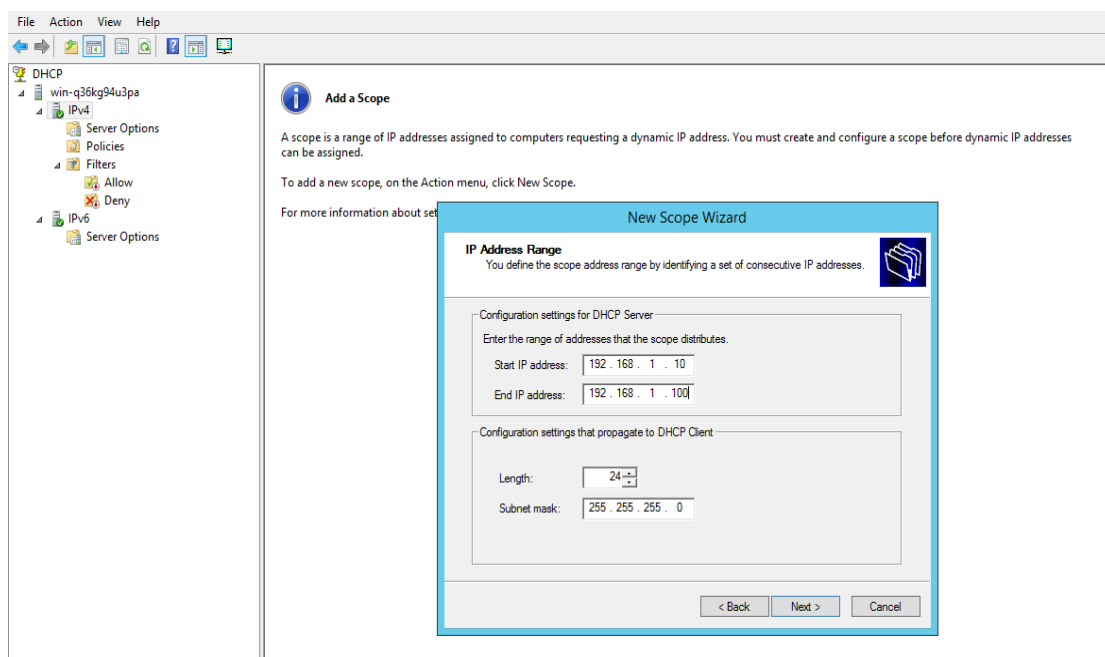 File Action View Help
DHCP
win-q36kg94u3pa
IPv4
Server Options
Policies
Filters
Allow
Deny
IPv6
Server Options
Add a Scope
A scope is a range of IP addresses assigned to computers requesting a dynamic IP address. You must create and configure a scope before dynamic IP addresses
can be assigned.
To add a new scope, on the Action menu, click New Scope.
For more information about set
New Scope Wizard
IP Address Range
You define the scope address range by identifying a set of consecutive IP addresses.
Configuration settings for DHCP Server
Enter the range of addresses that the scope distributes.
Start IP address: 192 . 168 . 1 . 10
End IP address: 192 . 168 . 1 . 100
Configuration settings that propagate to DHCP Client
Length: 24
Subnet mask: 255 . 255 . 255 . 0
< Back Next > Cancel